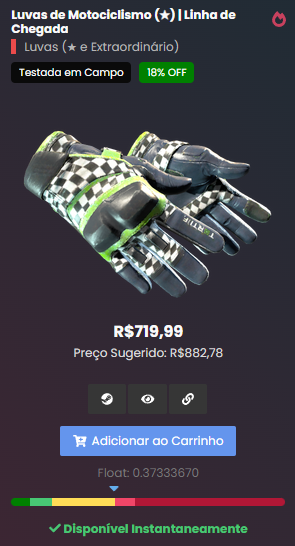 Luvas de Motociclismo (★) | Linha de
Chegada
Luvas (★ e Extraordinário)
Testada em Campo
18% OFF
R$719,99
Preço Sugerido: R$882,78
Adicionar ao Carrinho
Float: 0.37333670
Disponível Instantaneamente